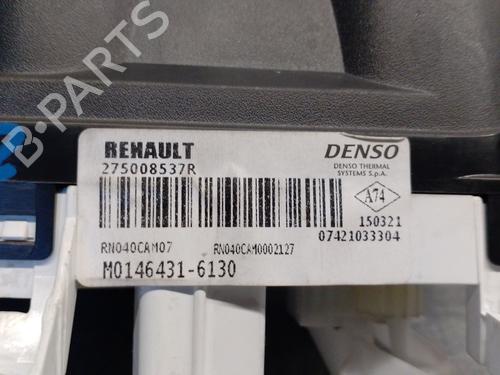 B-PARTS
RENAULT
275008537R
DENSO
DENSO THERMAL
SYSTEMS S.p.A.
A74
150321
07421033304
RN040CAM07
RN040CAM0002127
M0146431-6130